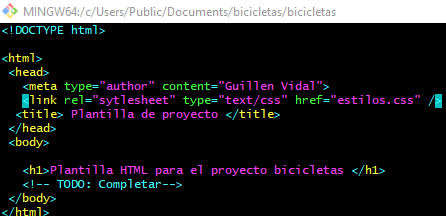 MINGW64:/c/Users/Public/Documents/bicicletas/bicicletas
<!DOCTYPE html>
<html>
<head>
<meta type="author" content="Guillen Vidal">
<link rel="sytlesheet" type="text/css" href="estilos.css" />
<title> Plantilla de proyecto </title>
</head>
<body>
<h1>Plantilla HTML para el proyecto bicicletas </h1>
<!-- TODO: Completar-->
</body>
</html>